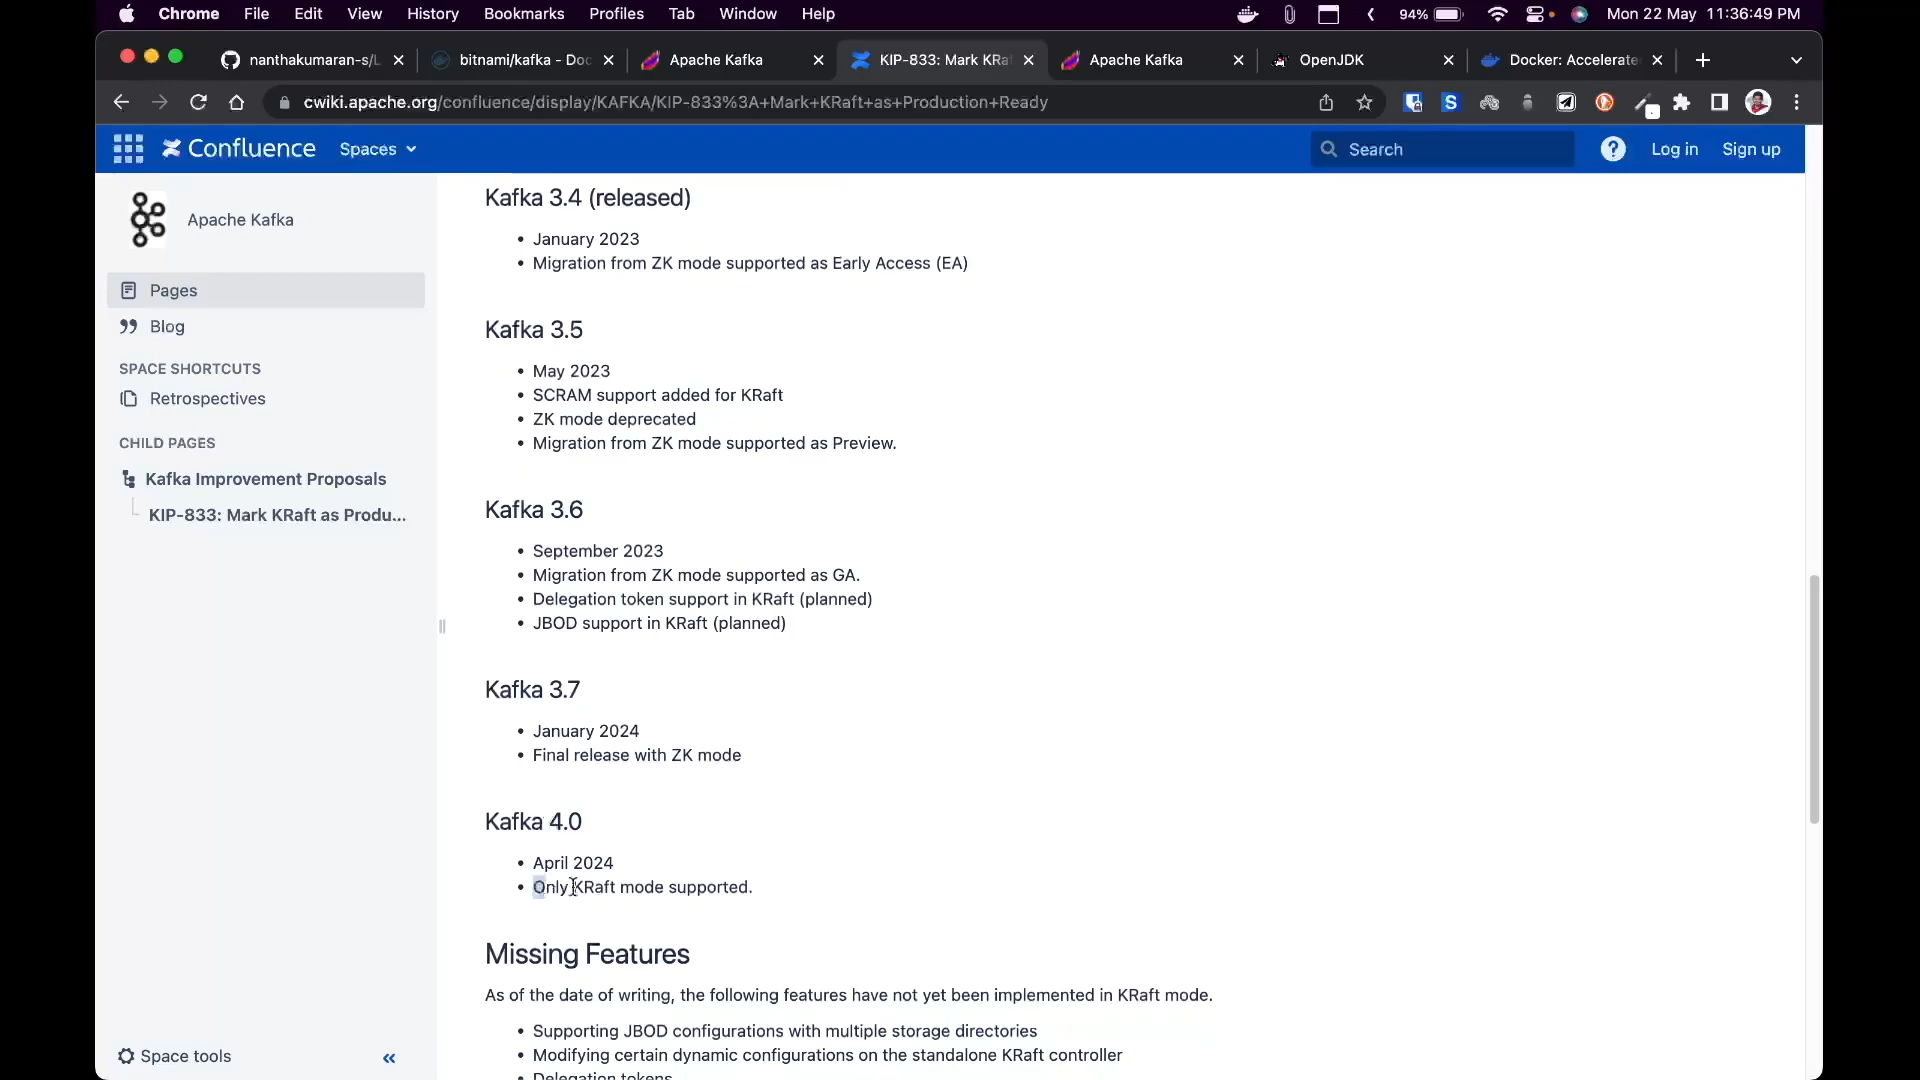 Chrome File Edit View History Bookmarks Profiles Tab Window Help 94% Mon 22 May 11:36:49 PM
nanthakumaran-s/L bitnami/kafka - Doc Apache Kafka KIP-833: Mark KRaf Apache Kafka OpenJDK Docker: Accelerate
cwiki.apache.org/confluence/display/KAFKA/KIP-833%3A+Mark+KRaft+as+Production+Ready
Confluence Spaces Search Log in Sign up
Apache Kafka
Pages
Blog
SPACE SHORTCUTS
Retrospectives
CHILD PAGES
Kafka Improvement Proposals
KIP-833: Mark KRaft as Produ...
Space tools
Kafka 3.4 (released)
• January 2023
• Migration from ZK mode supported as Early Access (EA)
Kafka 3.5
• May 2023
• SCRAM support added for KRaft
• ZK mode deprecated
• Migration from ZK mode supported as Preview.
Kafka 3.6
• September 2023
• Migration from ZK mode supported as GA.
• Delegation token support in KRaft (planned)
• JBOD support in KRaft (planned)
Kafka 3.7
• January 2024
• Final release with ZK mode
Kafka 4.0
• April 2024
• Only KRaft mode supported.
Missing Features
As of the date of writing, the following features have not yet been implemented in KRaft mode.
• Supporting JBOD configurations with multiple storage directories
• Modifying certain dynamic configurations on the standalone KRaft controller
• Delegation tokens